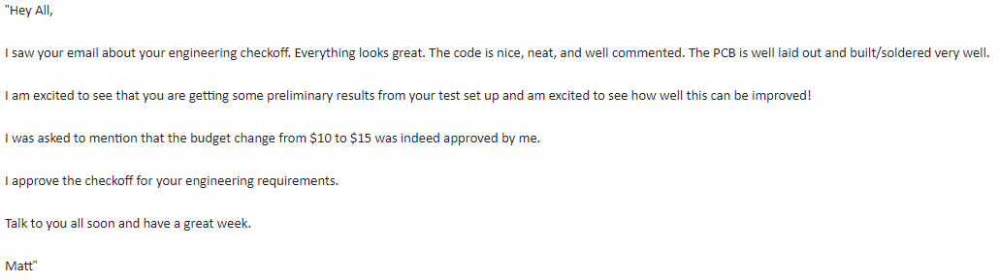 "Hey All,
I saw your email about your engineering checkoff. Everything looks great. The code is nice, neat, and well commented. The PCB is well laid out and built/soldered very well.
I am excited to see that you are getting some preliminary results from your test set up and am excited to see how well this can be improved!
I was asked to mention that the budget change from $10 to $15 was indeed approved by me.
I approve the checkoff for your engineering requirements.
Talk to you all soon and have a great week.
Matt"